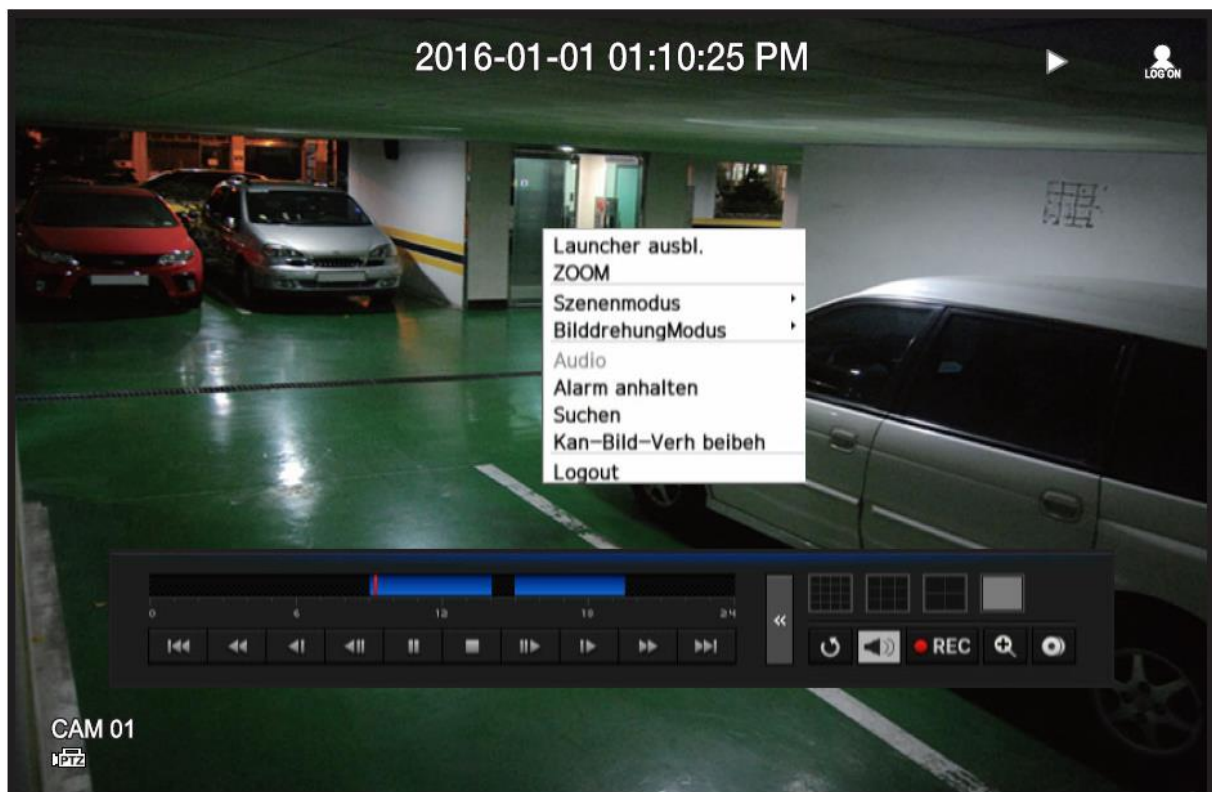 2016-01-01 01:10:25 PM
LOG ON
Launcher ausbl.
ZOOM
Szenenmodus
BilddrehungModus
Audio
Alarm anhalten
Suchen
Kan-Bild-Verh beibeh
Logout
0 6 12 18 24
REC
CAM 01
PTZ